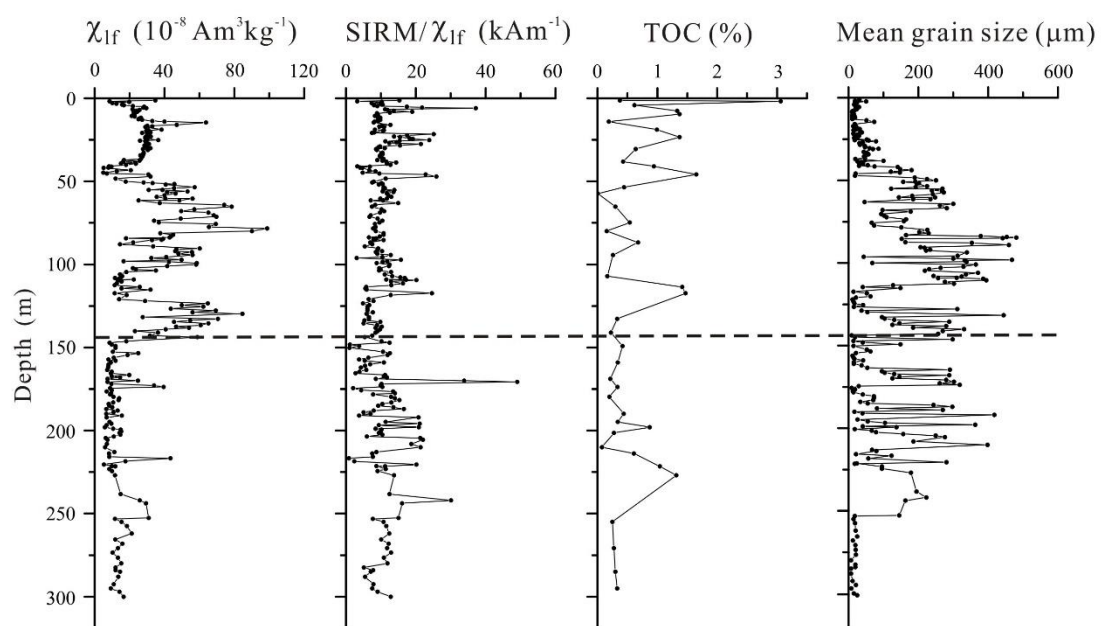 χlf (10⁻⁸ Am³kg⁻¹) SIRM/χlf (kAm⁻¹) TOC (%) Mean grain size (μm)
0 40 80 120 0 20 40 60 0 1 2 3 0 200 400 600
0
50
100
150
200
250
300
Depth (m)